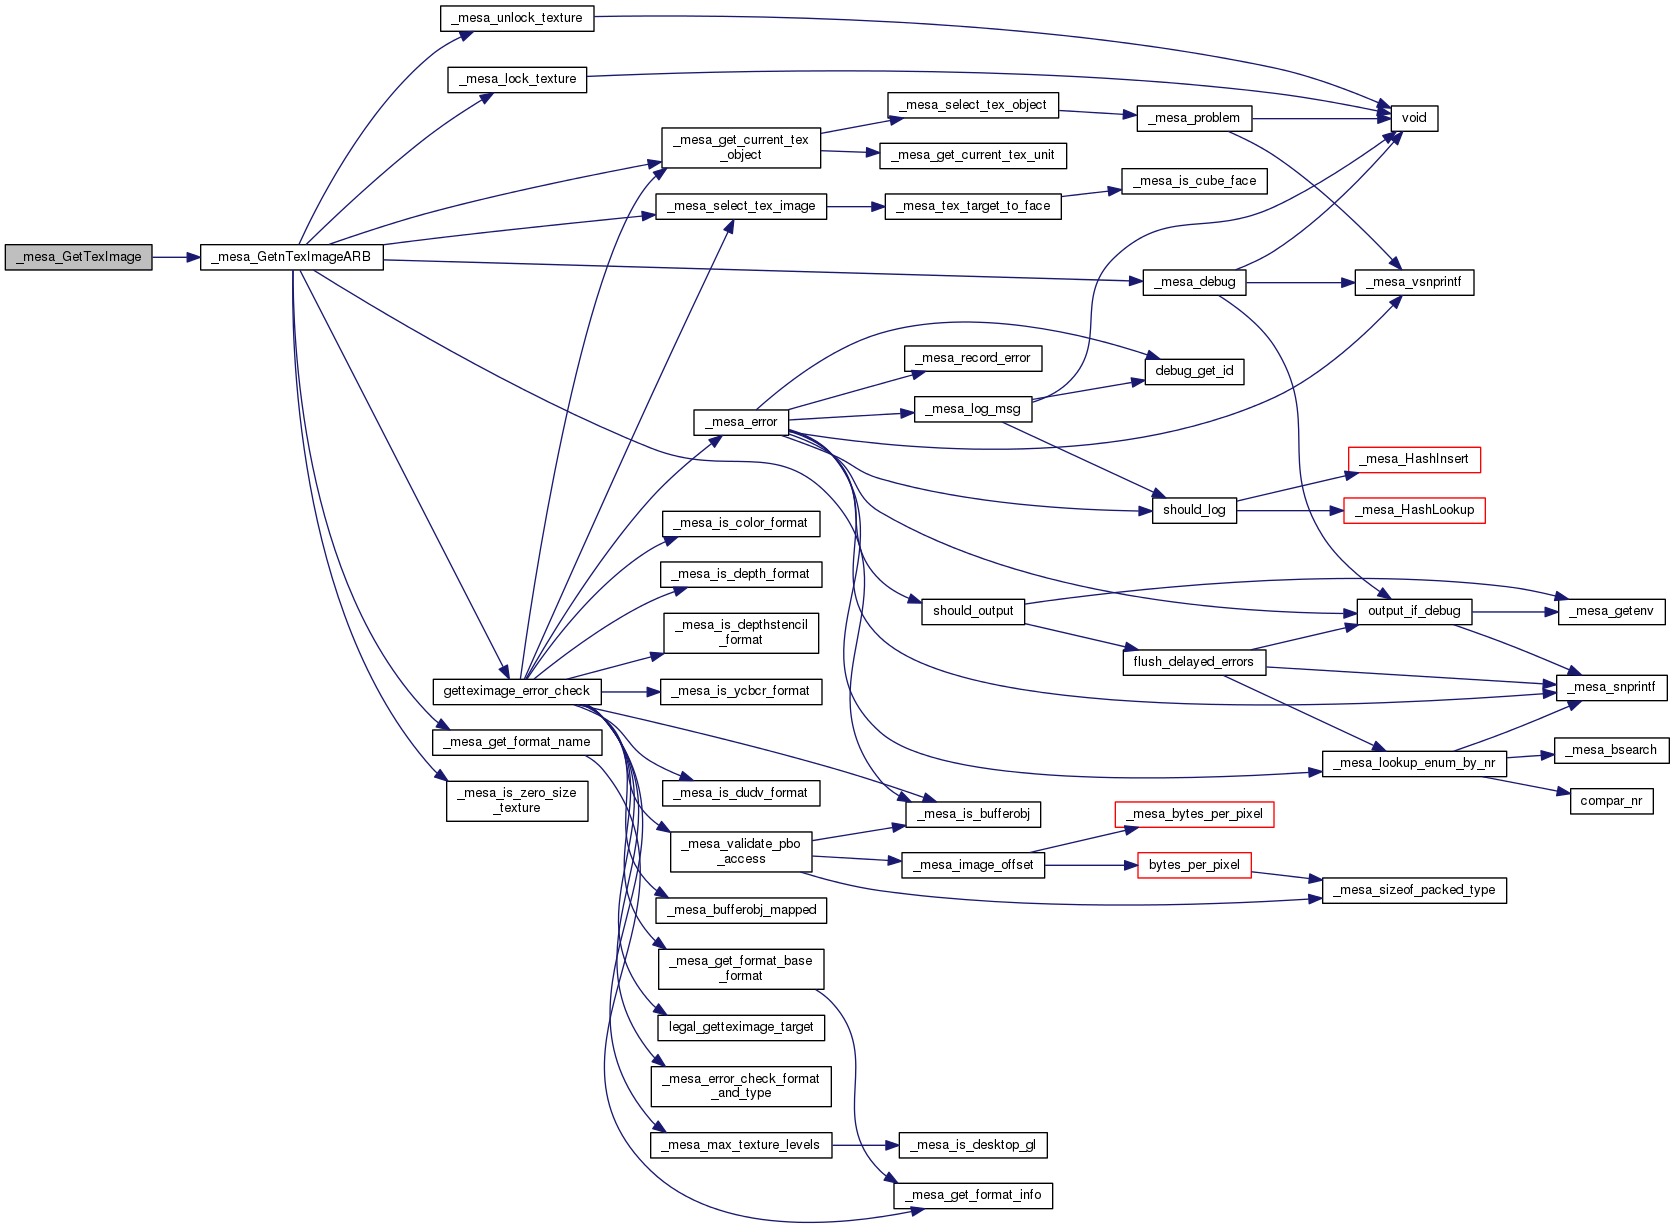 _mesa_unlock_texture
_mesa_lock_texture
_mesa_select_tex_object
_mesa_problem
void
_mesa_get_current_tex
_object
_mesa_get_current_tex_unit
_mesa_is_cube_face
_mesa_select_tex_image
_mesa_tex_target_to_face
_mesa_GetTexImage
_mesa_GetnTexImageARB
_mesa_debug
_mesa_vsnprintf
_mesa_record_error
debug_get_id
_mesa_error
_mesa_log_msg
_mesa_HashInsert
should_log
_mesa_HashLookup
_mesa_is_color_format
_mesa_is_depth_format
should_output
output_if_debug
_mesa_getenv
_mesa_is_depthstencil
_format
flush_delayed_errors
getteximage_error_check
_mesa_is_ycbcr_format
_mesa_snprintf
_mesa_get_format_name
_mesa_lookup_enum_by_nr
_mesa_bsearch
_mesa_is_zero_size
_texture
_mesa_is_dudv_format
compar_nr
_mesa_is_bufferobj
_mesa_bytes_per_pixel
_mesa_validate_pbo
_access
_mesa_image_offset
bytes_per_pixel
_mesa_sizeof_packed_type
_mesa_bufferobj_mapped
_mesa_get_format_base
_format
legal_getteximage_target
_mesa_error_check_format
_and_type
_mesa_max_texture_levels
_mesa_is_desktop_gl
_mesa_get_format_info